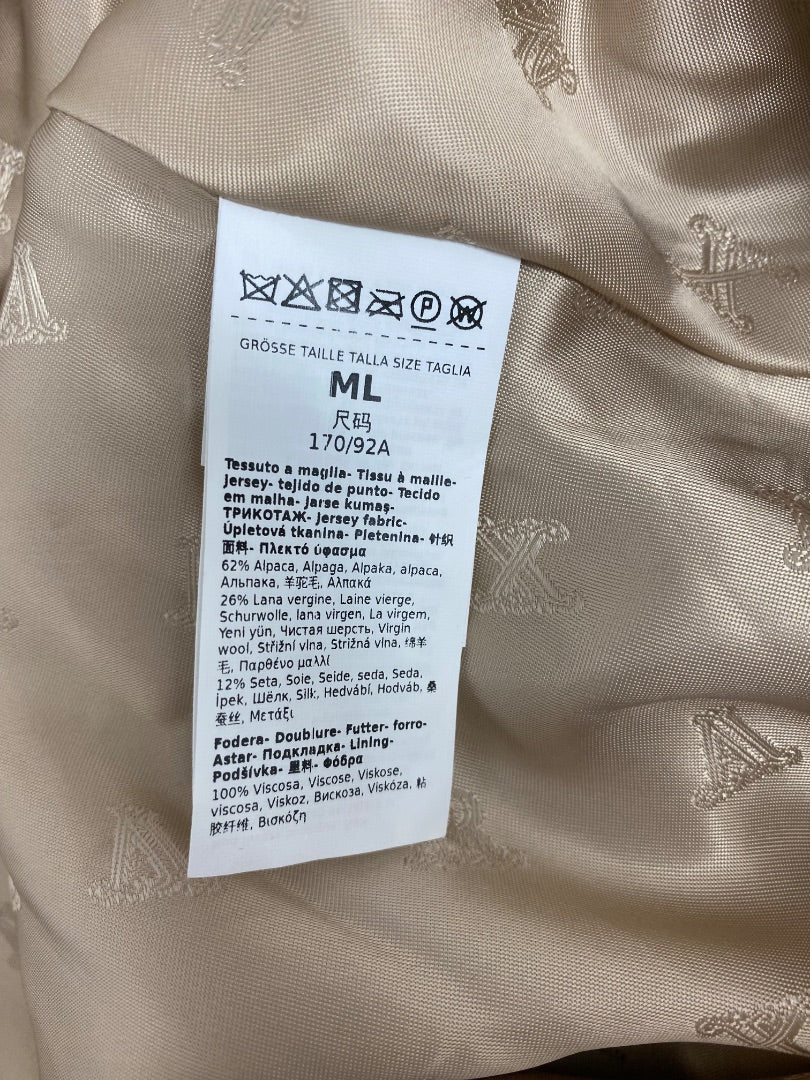 P W
GRÖSSE TAILLE TALLA SIZE TAGLIA
ML
尺码
170/92A
Tessuto a maglia- Tissu à maille-
Jersey- tejido de punto- Tecido
em malha- Jarse kumaş-
ТРИКОТАЖ- Jersey fabric-
Úpletová tkanina- Pletenina- 针织
面料- Πλεκτό ύφασμα
62% Alpaca, Alpaga, Alpaka, alpaca,
Альпака, 羊驼毛, Αλπακά
26% Lana vergine, Laine vierge,
Schurwolle, lana virgen, La virgem,
Yeni yün, Чистая шерсть, Virgin
wool, Střižní vlna, Strižná vlna, 绵羊
毛, Παρθένο μαλλί
12% Seta, Soie, Seide, seda, Seda,
İpek, Шёлк, Silk, Hedvábí, Hodváb, 桑
蚕丝, Μετάξι
Fodera- Doublure- Futter- forro-
Astar- Подкладка- Lining-
Podšívka- 里料- Φόδρα
100% Viscosa, Viscose, Viskose,
viscosa, Viskoz, Вискоза, Viskóza, 粘
胶纤维, Βισκόζη